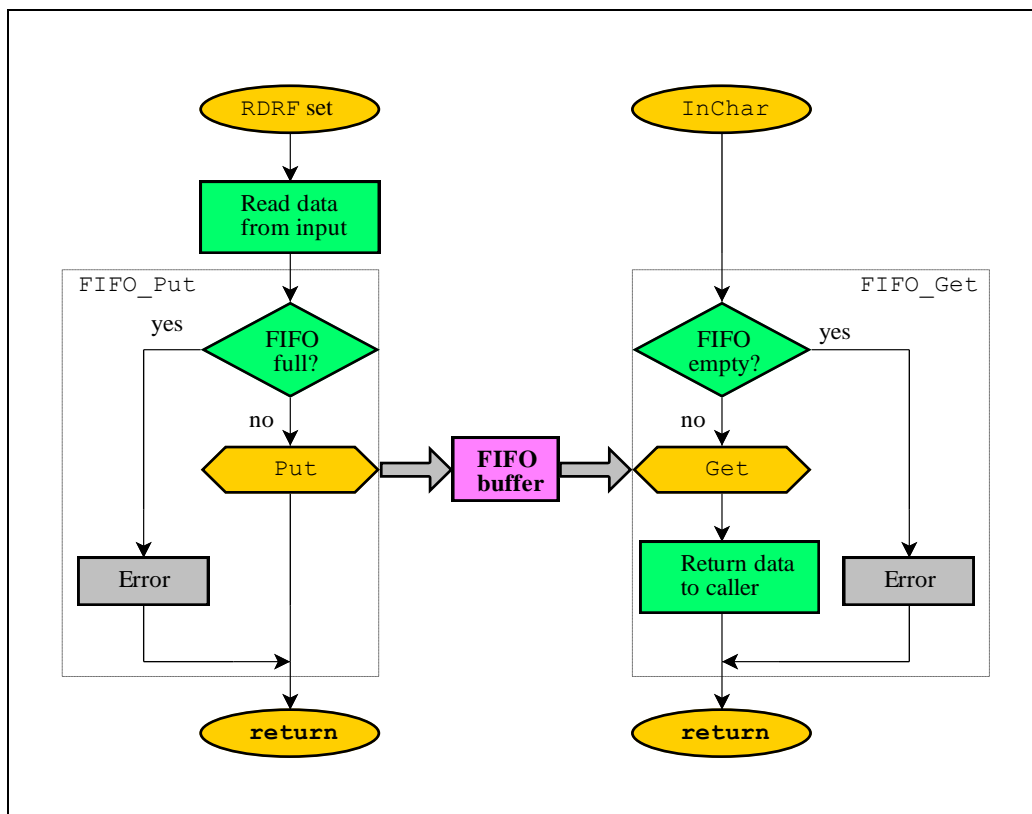 RDRF set
Read data
from input
FIFO_Put
yes
FIFO
full?
no
Put
Error
return
FIFO
buffer
InChar
FIFO_Get
FIFO
empty?
yes
no
Get
Return data
to caller
Error
return